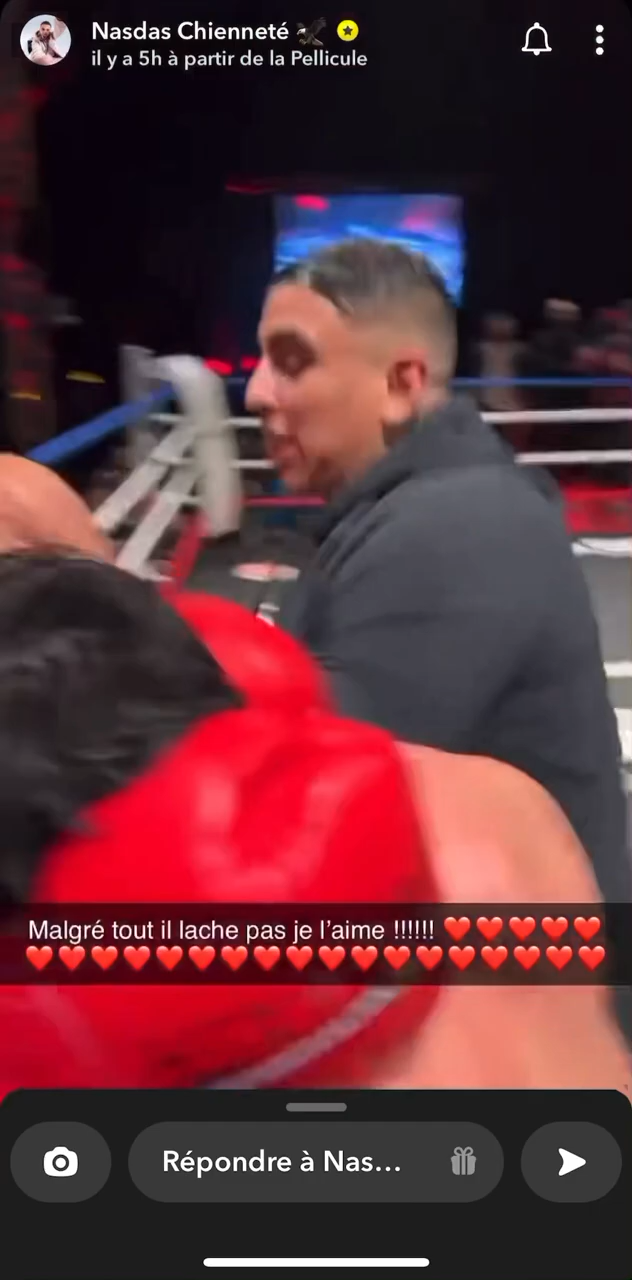 Nasdas Chienneté 🦅
il y a 5h à partir de la Pellicule
Malgré tout il lache pas je l'aime !!!!!! ❤️❤️❤️❤️❤️
❤️❤️❤️❤️❤️❤️❤️❤️❤️❤️❤️❤️❤️❤️❤️❤️❤️❤️
Répondre à Nas...